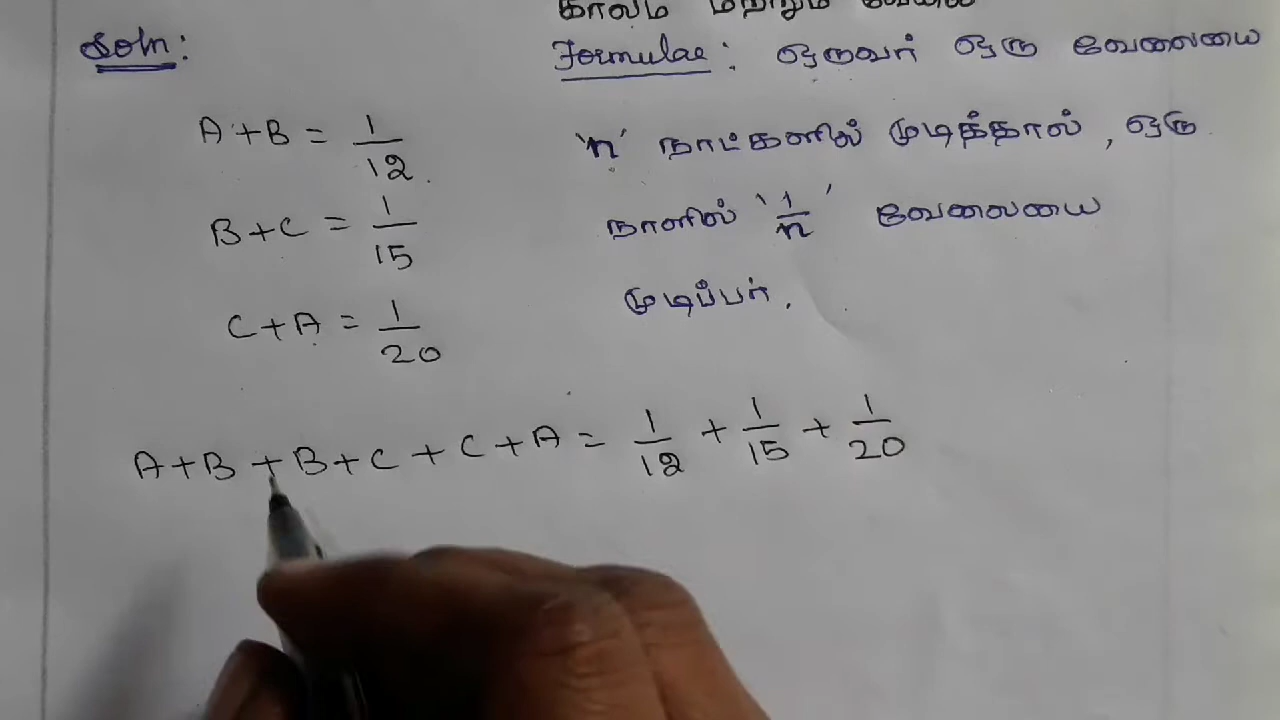 காலம் மற்றும் வேலை
Soln:
Formulae: ஒருவர் ஒரு வேலையை
'n' நாட்களில் முடித்தால், ஒரு
நாளில் '1/n' வேலையை
முடிப்பர்.
A+B = 1/12
B+C = 1/15
C+A = 1/20
A+B+B+C+C+A = 1/12 + 1/15 + 1/20